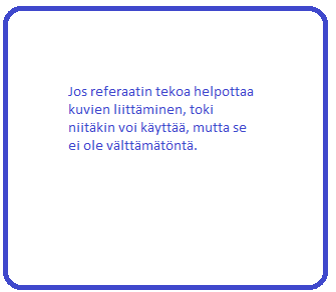 Jos referaatin tekoa helpottaa
kuvien liittäminen, toki
niitäkin voi käyttää, mutta se
ei ole välttämätöntä.